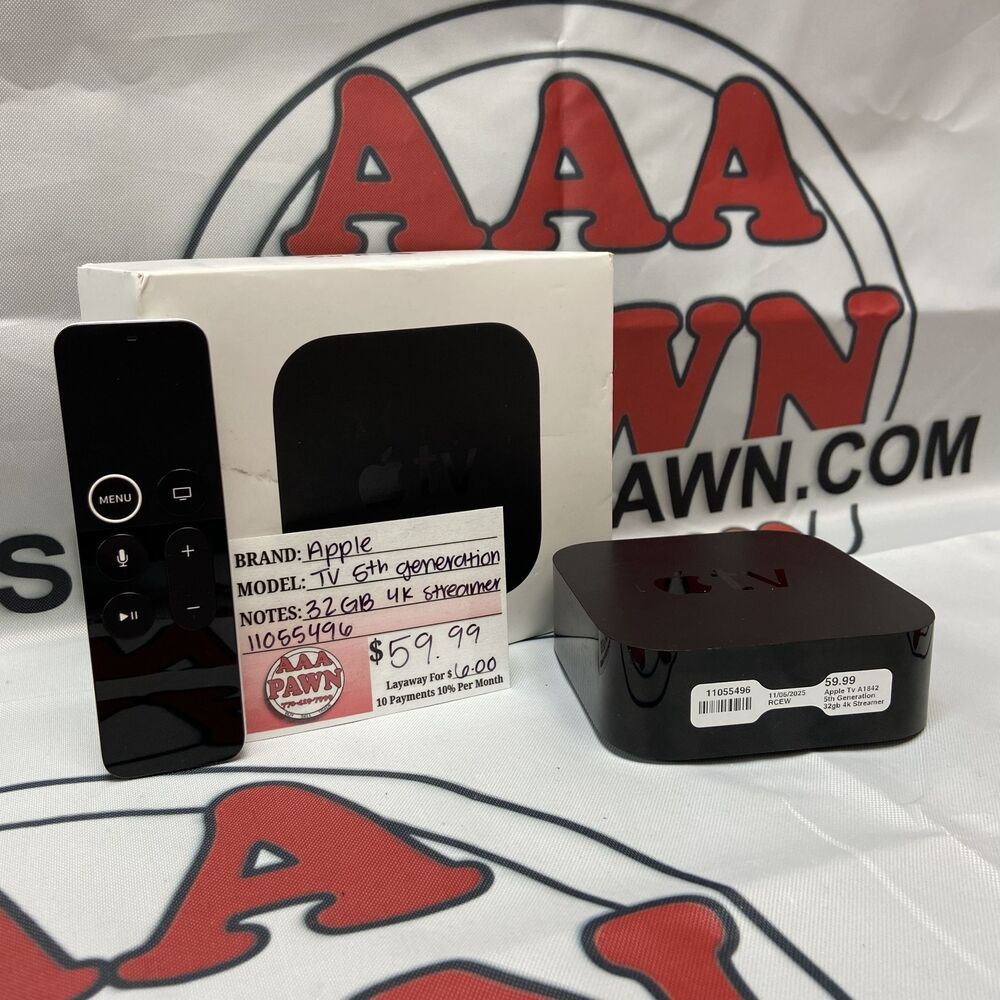 AAA
PAWN
AWN.COM
S
tv
MENU
BRAND: Apple
MODEL: TV 5th generation
NOTES: 32GB 4K streamer
11055496
$59.99
AAA
PAWN
Layaway For $6.00
10 Payments 10% Per Month
tv
11055496
11/06/2025
RCEW
59.99
Apple Tv A1842
5th Generation
32gb 4k Streamer
A